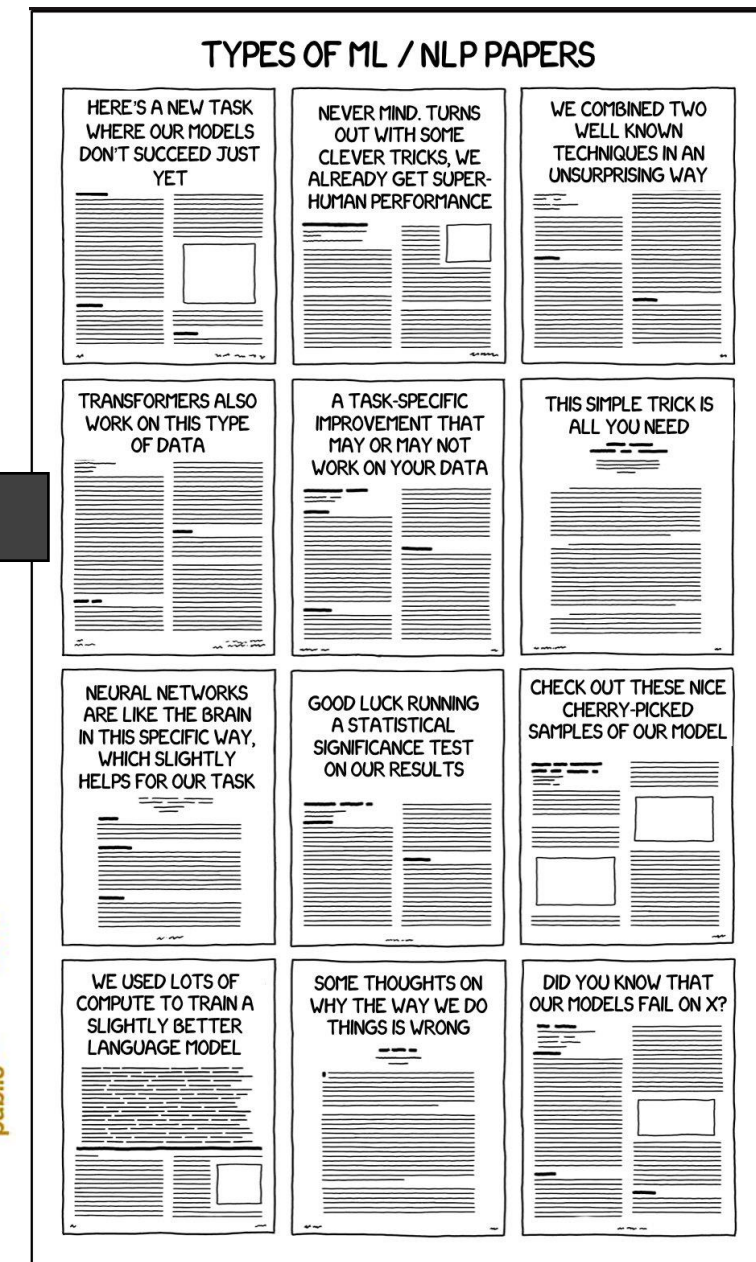 TYPES OF ML / NLP PAPERS
HERE'S A NEW TASK
WHERE OUR MODELS
DON'T SUCCEED JUST
YET
NEVER MIND. TURNS
OUT WITH SOME
CLEVER TRICKS, WE
ALREADY GET SUPER-
HUMAN PERFORMANCE
WE COMBINED TWO
WELL KNOWN
TECHNIQUES IN AN
UNSURPRISING WAY
TRANSFORMERS ALSO
WORK ON THIS TYPE
OF DATA
A TASK-SPECIFIC
IMPROVEMENT THAT
MAY OR MAY NOT
WORK ON YOUR DATA
THIS SIMPLE TRICK IS
ALL YOU NEED
NEURAL NETWORKS
ARE LIKE THE BRAIN
IN THIS SPECIFIC WAY,
WHICH SLIGHTLY
HELPS FOR OUR TASK
GOOD LUCK RUNNING
A STATISTICAL
SIGNIFICANCE TEST
ON OUR RESULTS
CHECK OUT THESE NICE
CHERRY-PICKED
SAMPLES OF OUR MODEL
WE USED LOTS OF
COMPUTE TO TRAIN A
SLIGHTLY BETTER
LANGUAGE MODEL
SOME THOUGHTS ON
WHY THE WAY WE DO
THINGS IS WRONG
DID YOU KNOW THAT
OUR MODELS FAIL ON X?